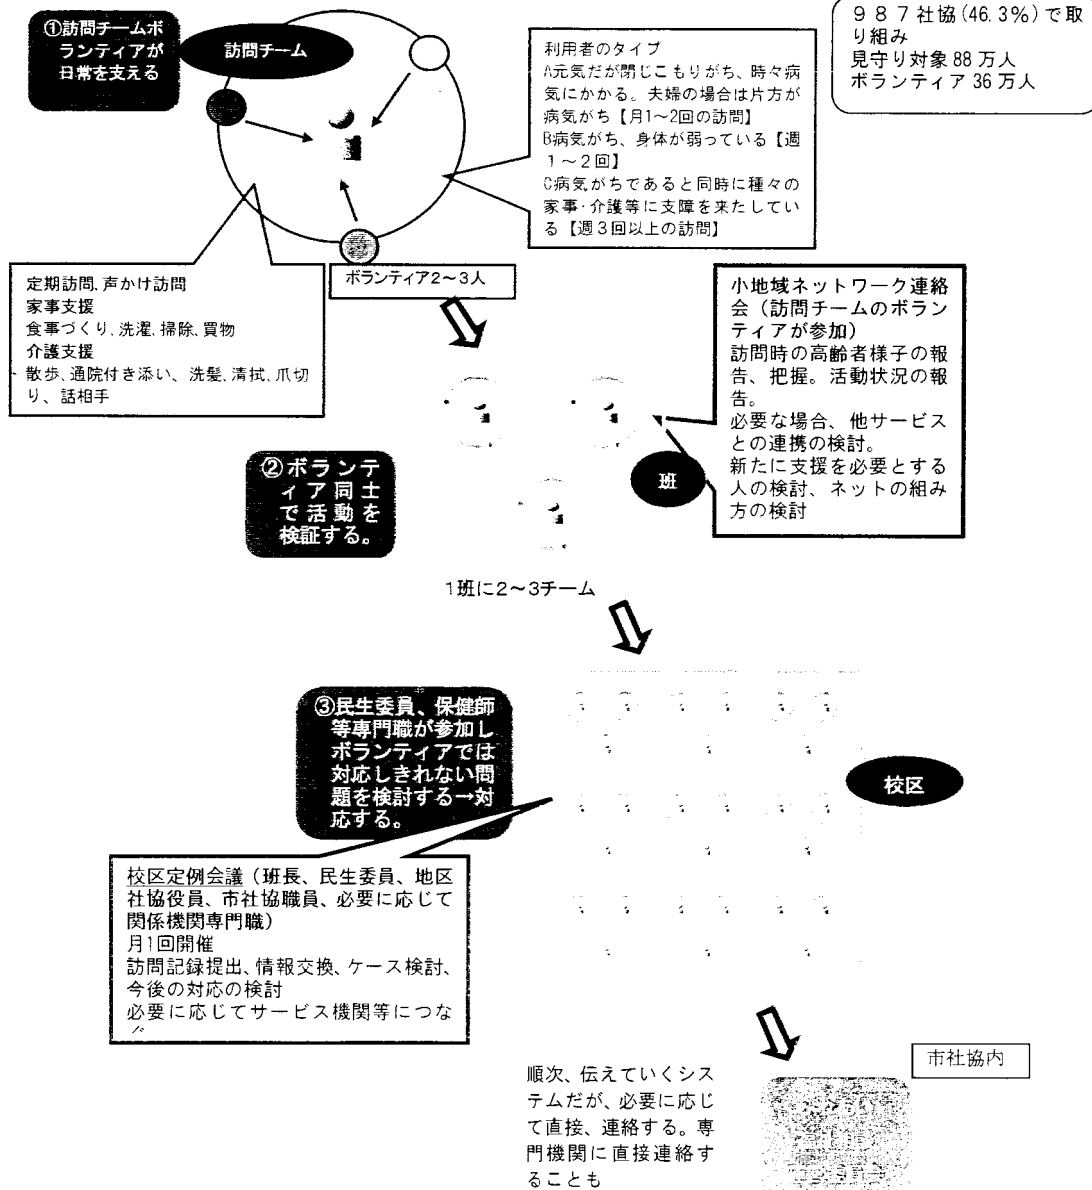 ①訪問チームボ
ランティアが
日常を支える
訪問チーム
利用者のタイプ
A元気だが閉じこもりがち、時々病
気にかかる。夫婦の場合は片方が
病気がち【月1~2回の訪問】
B病気がち、身体が弱っている【週
1~2回】
C病気がちであると同時に種々の
家事・介護等に支障を来たしてい
る【週3回以上の訪問】
987社協(46.3%)で取
り組み
見守り対象88万人
ボランティア36万人
定期訪問、声かけ訪問
家事支援
食事づくり、洗濯、掃除、買物
介護支援
散歩、通院付き添い、洗髪、清拭、爪切
り、話相手
ボランティア2~3人
小地域ネットワーク連絡
会(訪問チームのボラン
ティアが参加)
訪問時の高齢者様子の報
告、把握。活動状況の報
告。
必要な場合、他サービス
との連携の検討。
新たに支援を必要とする
人の検討、ネットの組み
方の検討
②ボランテ
ィア同士
で活動を
検証する。
班
1班に2~3チーム
③民生委員、保健師
等専門職が参加し
ボランティアでは
対応しきれない問
題を検討する→対
応する。
校区
校区定例会議(班長、民生委員、地区
社協役員、市社協職員、必要に応じて
関係機関専門職)
月1回開催
訪問記録提出、情報交換、ケース検討、
今後の対応の検討
必要に応じてサービス機関等につな
市社協内
順次、伝えていくシス
テムだが、必要に応じ
て直接、連絡する。専
門機関に直接連絡す
ることも